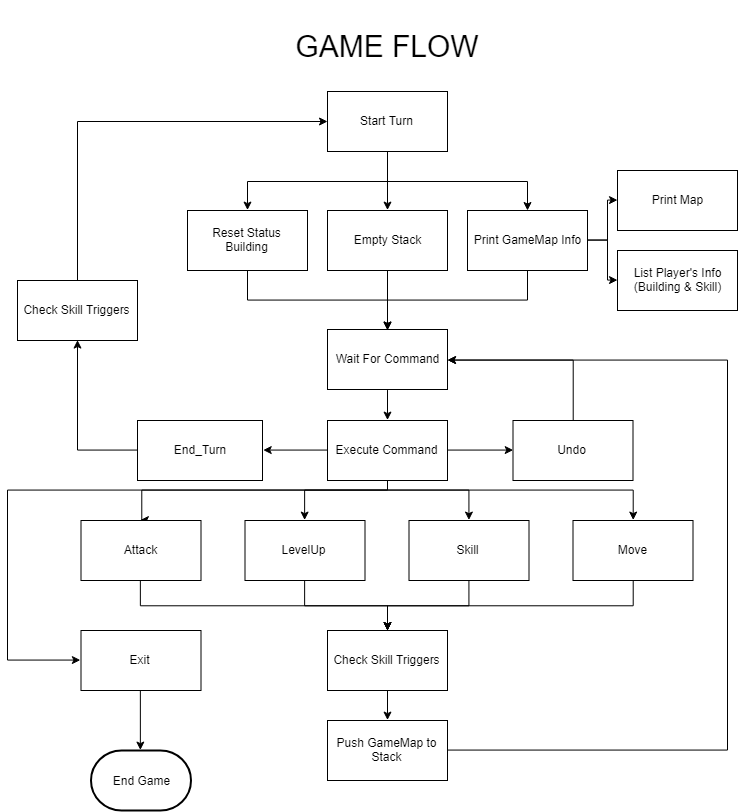 GAME FLOW
Start Turn
Print Map
Reset Status
Building
Empty Stack
Print GameMap Info
List Player's Info
(Building & Skill)
Check Skill Triggers
Wait For Command
End_Turn
Execute Command
Undo
Attack
LevelUp
Skill
Move
Exit
Check Skill Triggers
Push GameMap to
Stack
End Game